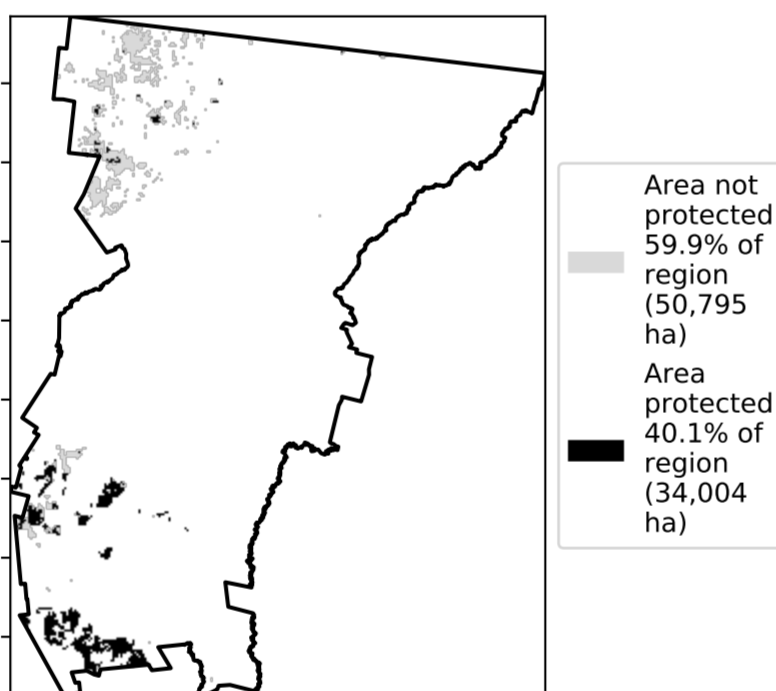 Area not
protected
59.9% of
region
(50,795
ha)
Area
protected
40.1% of
region
(34,004
ha)